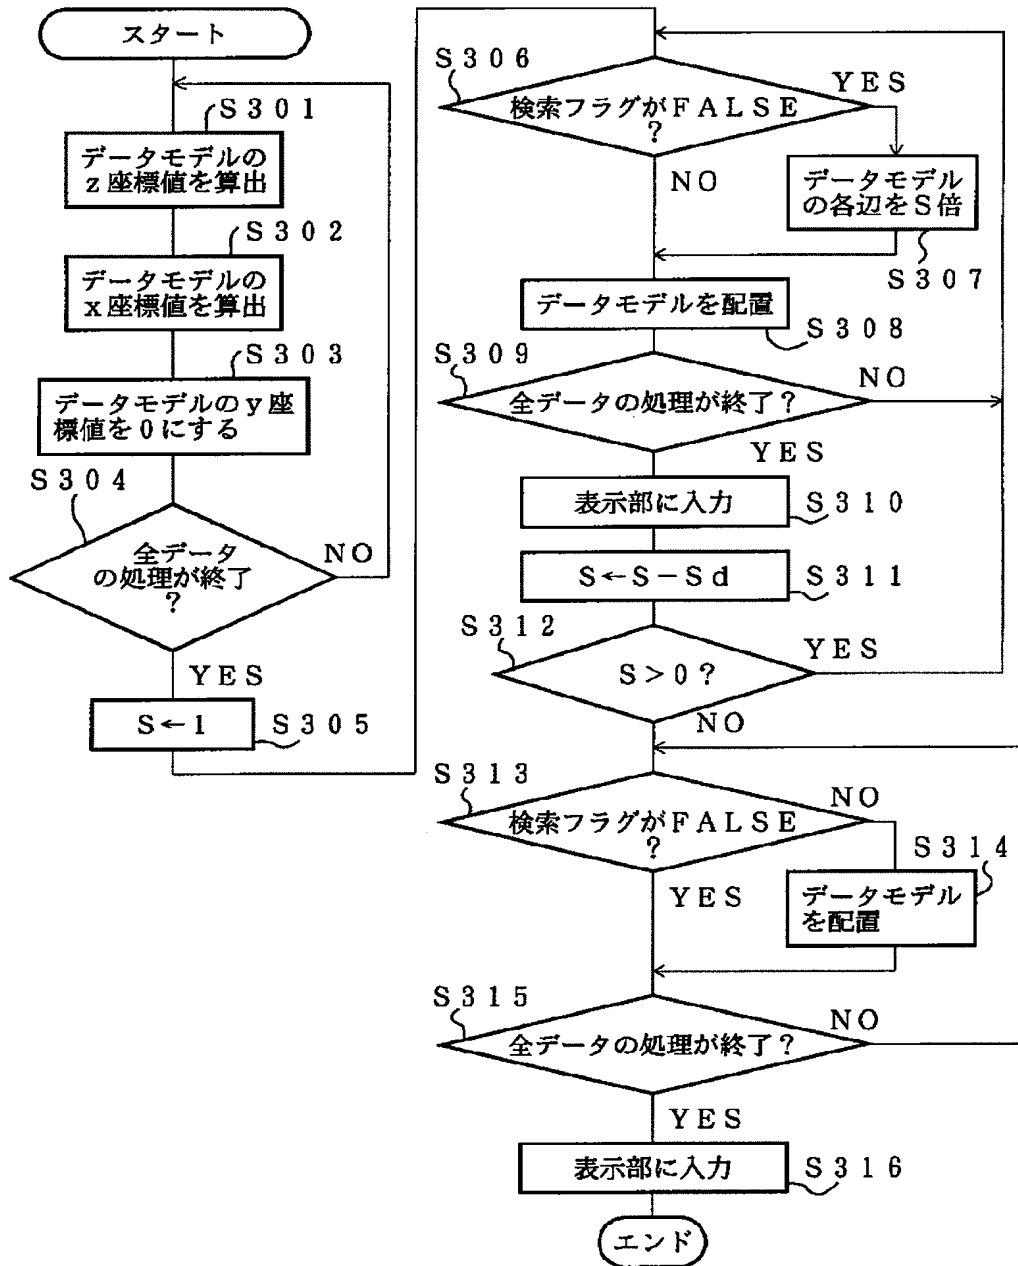 スタート
S301
データモデルの
z座標値を算出
S302
データモデルの
x座標値を算出
S303
データモデルのy座
標値を0にする
S304
全データ
の処理が終了
?
NO
YES
S←1
S305
S306
検索フラグがFALSE
?
YES
NO
データモデル
の各辺をS倍
S307
データモデルを配置
S308
S309
全データの処理が終了?
NO
YES
表示部に入力
S310
S←S-Sd
S311
S312
S>0?
YES
NO
S313
検索フラグがFALSE
?
NO
YES
S314
データモデル
を配置
S315
全データの処理が終了?
NO
YES
表示部に入力
S316
エンド